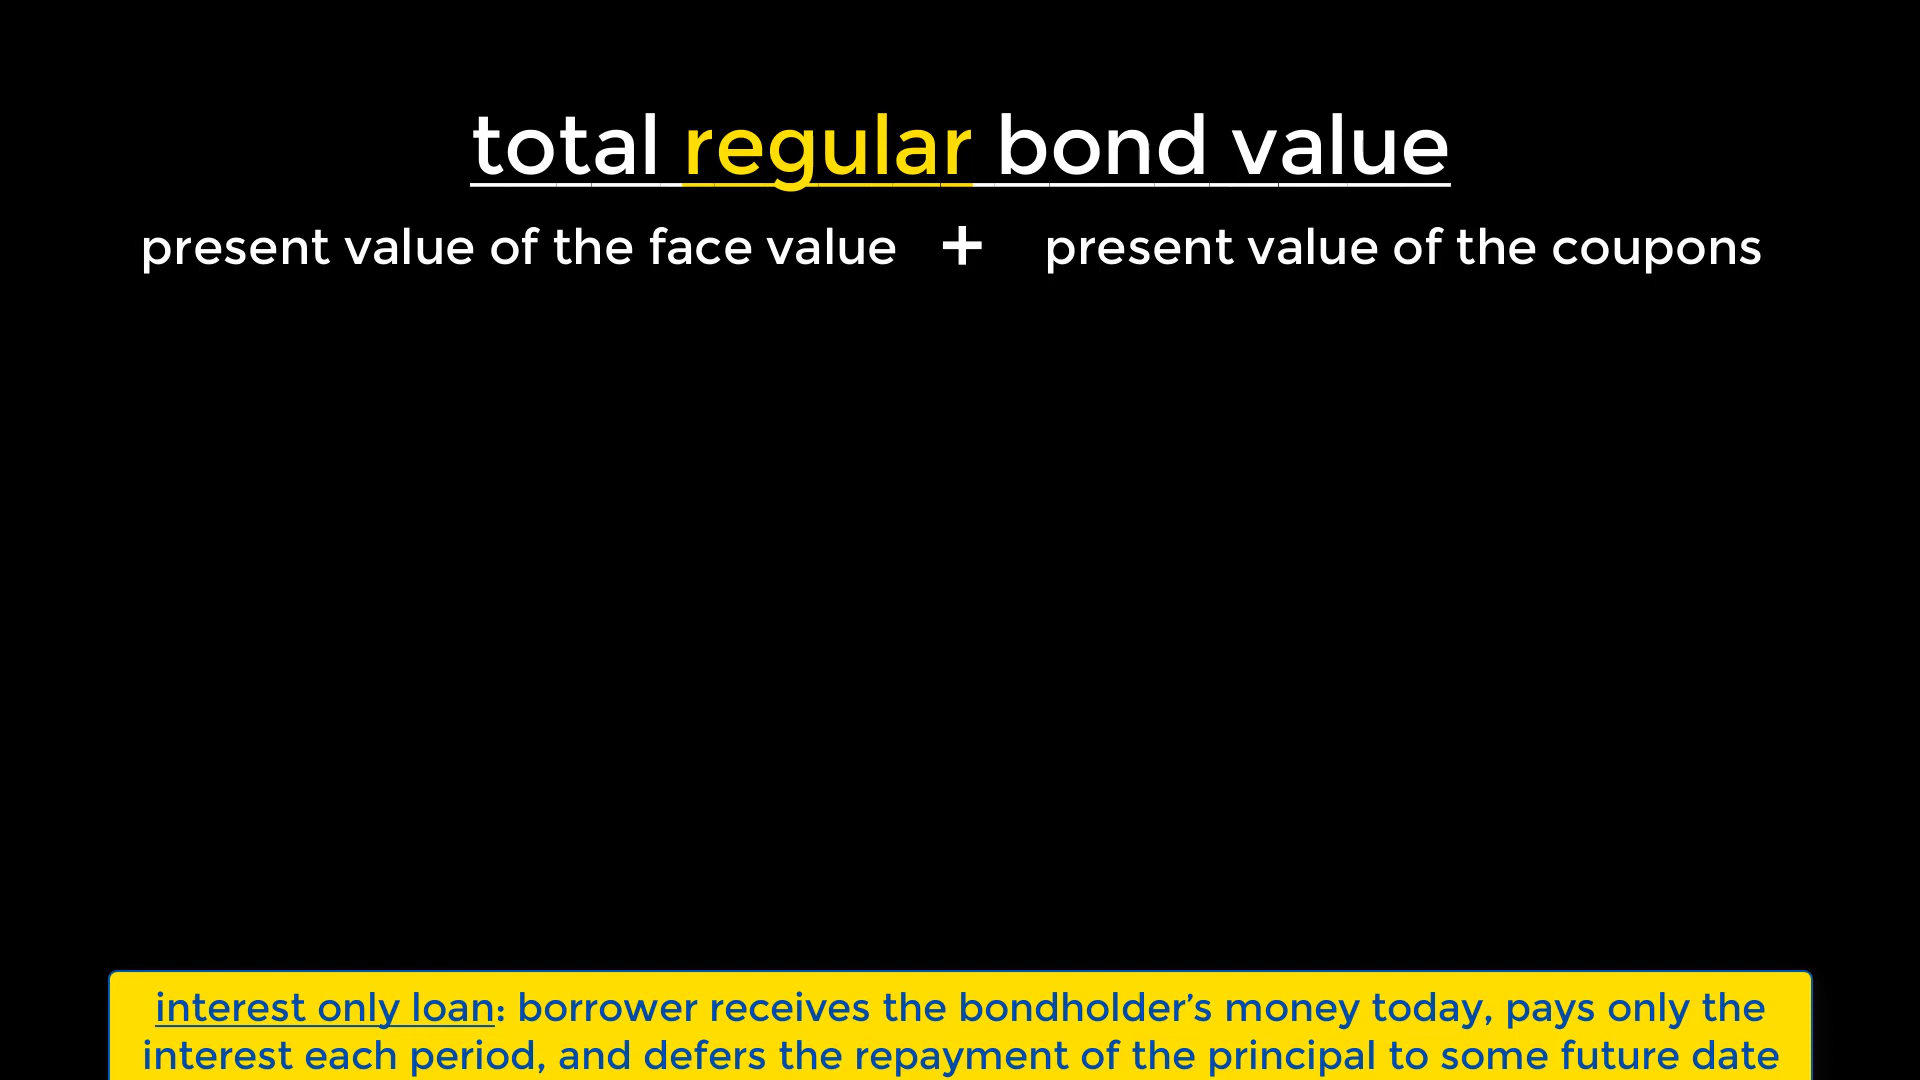 total regular bond value
present value of the face value + present value of the coupons
interest only loan: borrower receives the bondholder’s money today, pays only the
interest each period, and defers the repayment of the principal to some future date